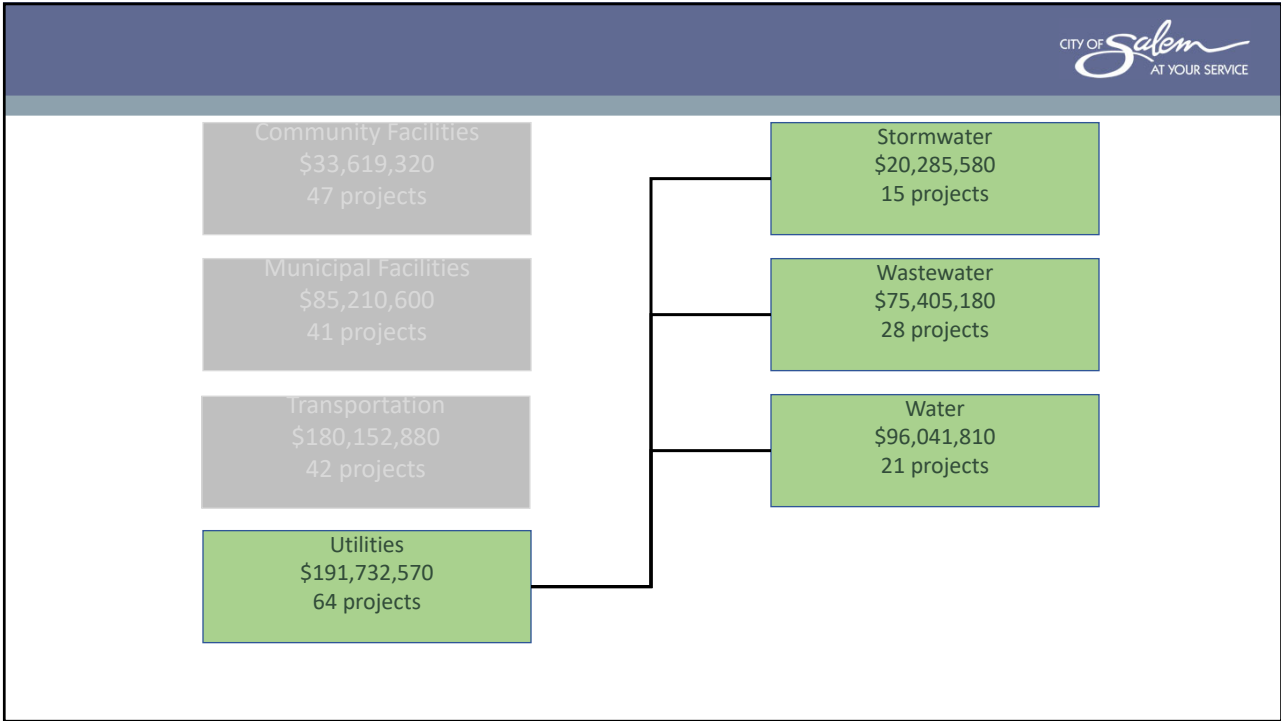 CITY OF Salem
AT YOUR SERVICE
Community Facilities
$33,619,320
47 projects
Municipal Facilities
$85,210,600
41 projects
Transportation
$180,152,880
42 projects
Utilities
$191,732,570
64 projects
Stormwater
$20,285,580
15 projects
Wastewater
$75,405,180
28 projects
Water
$96,041,810
21 projects